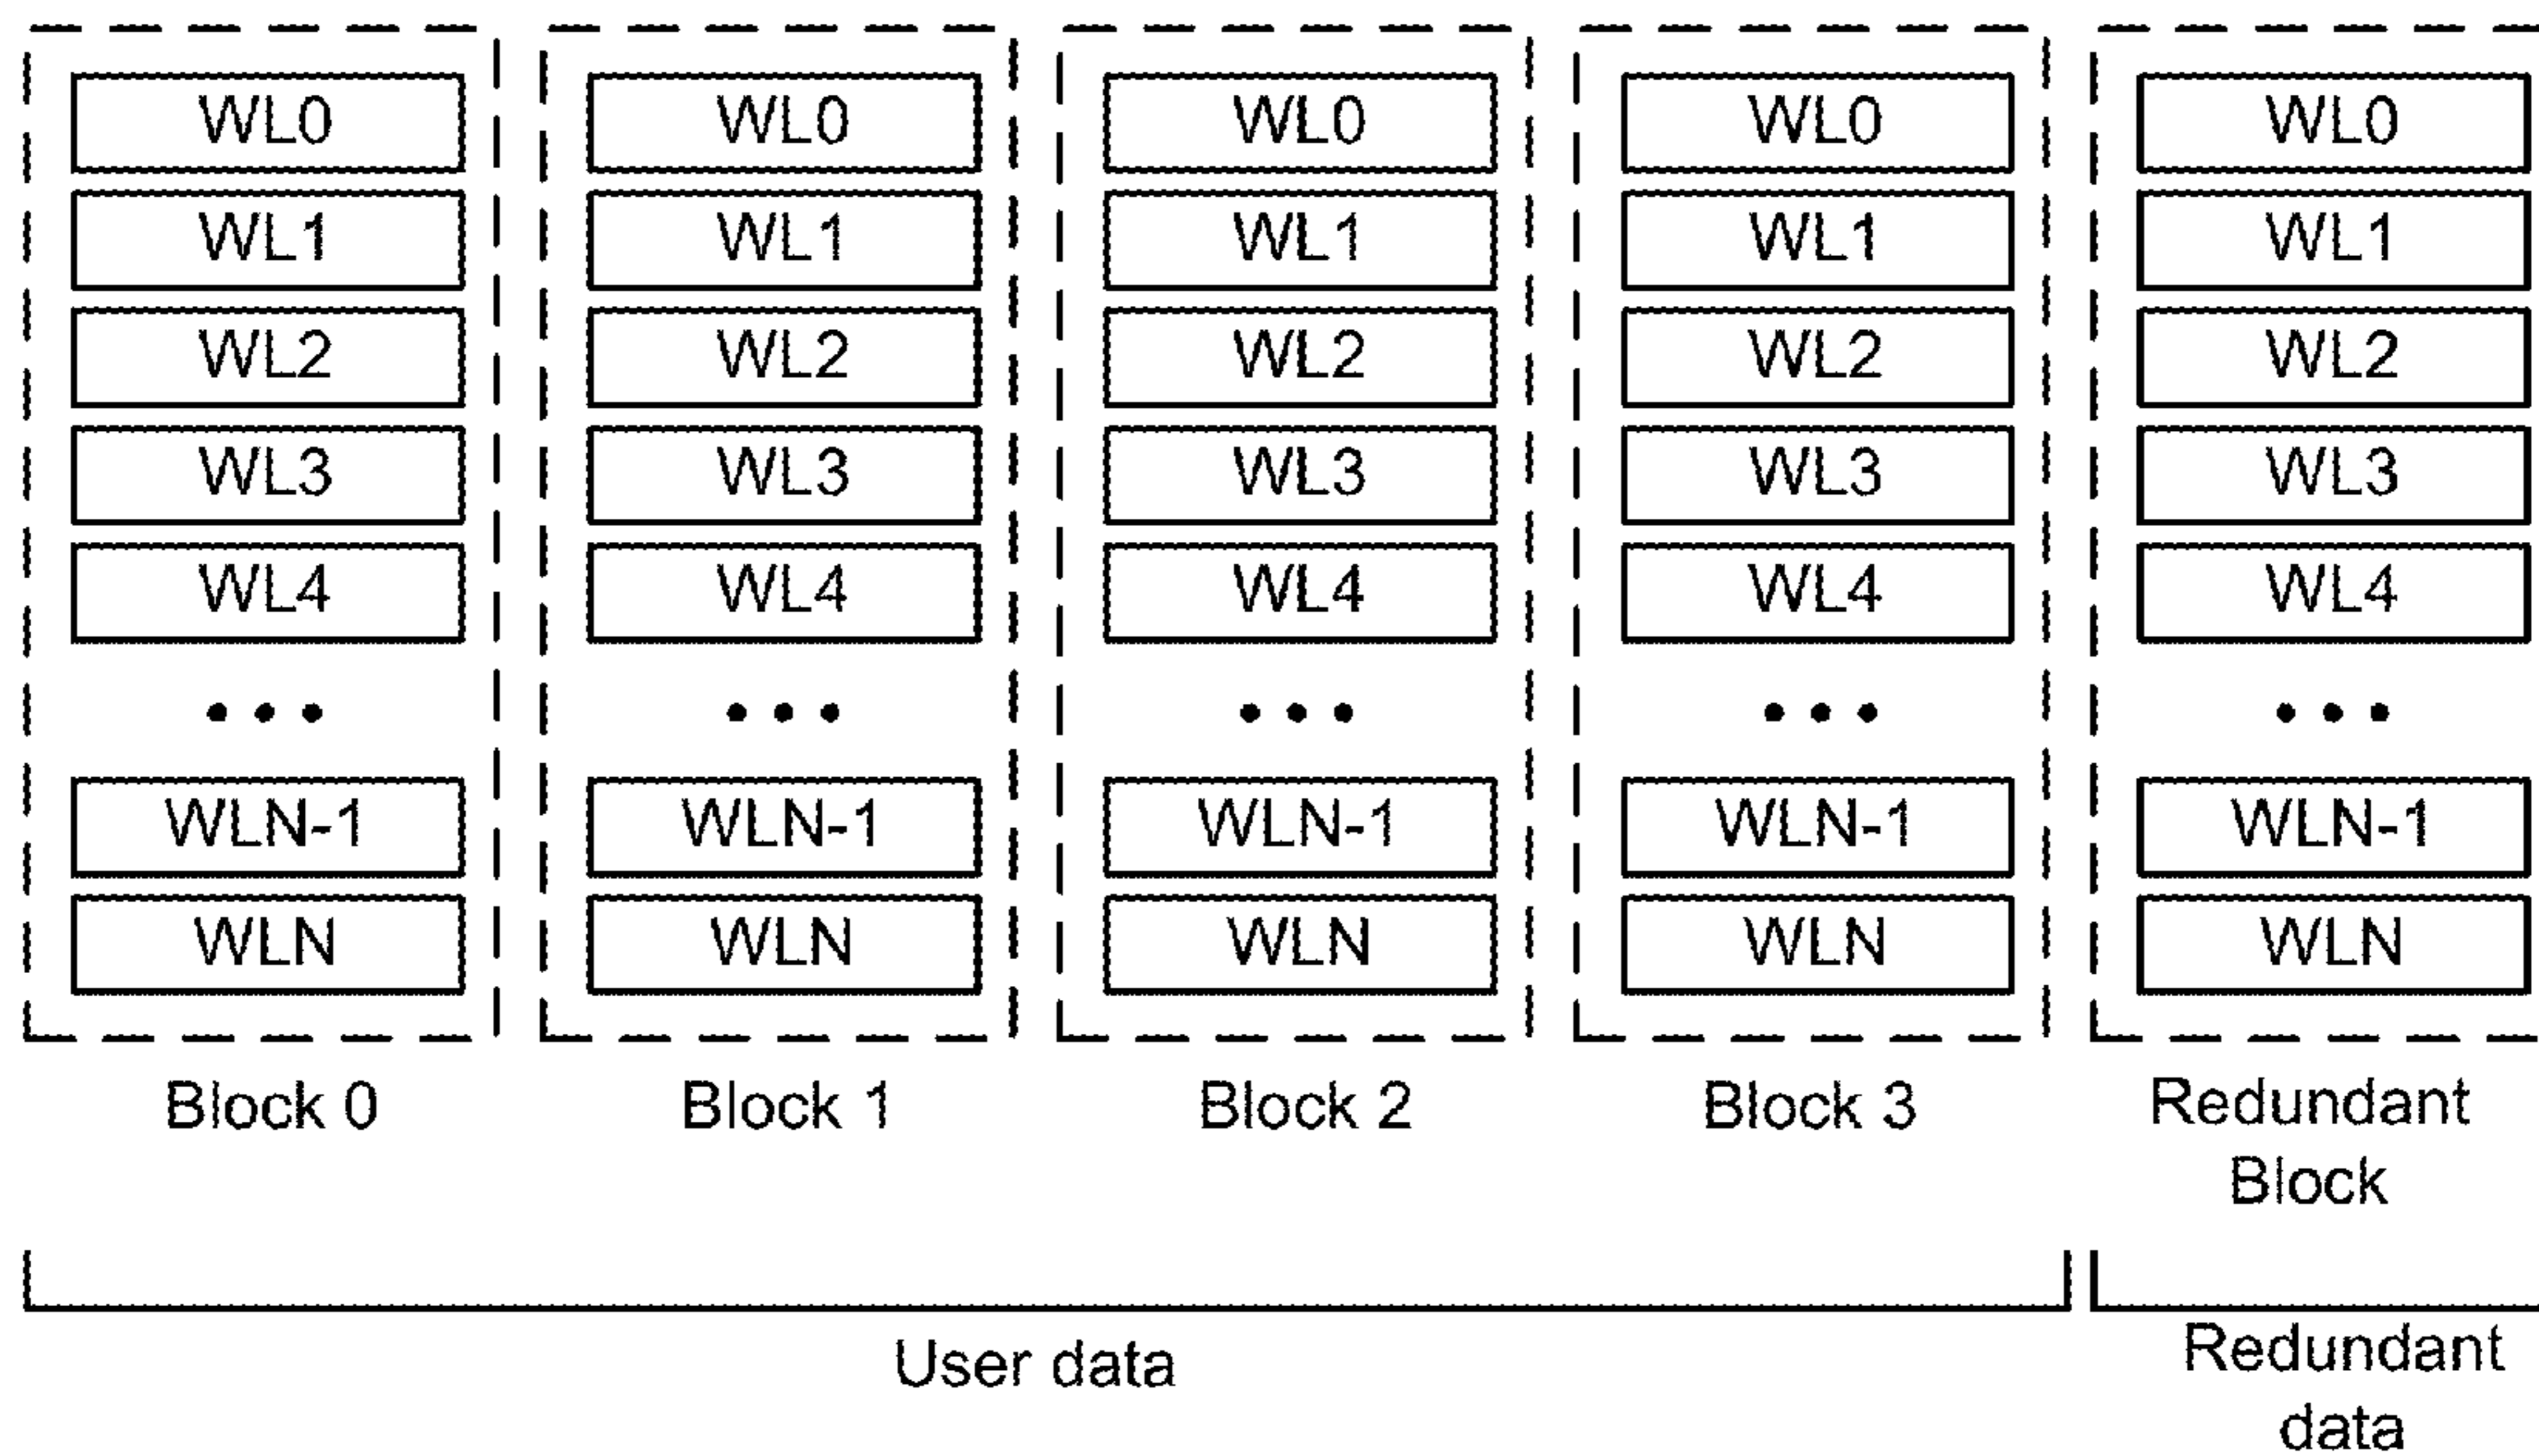 WL0 WL0 WL0 WL0 WL0
WL1 WL1 WL1 WL1 WL1
WL2 WL2 WL2 WL2 WL2
WL3 WL3 WL3 WL3 WL3
WL4 WL4 WL4 WL4 WL4
••• ••• ••• ••• •••
WLN-1 WLN-1 WLN-1 WLN-1 WLN-1
WLN WLN WLN WLN WLN
Block 0 Block 1 Block 2 Block 3 Redundant
Block
User data Redundant
data